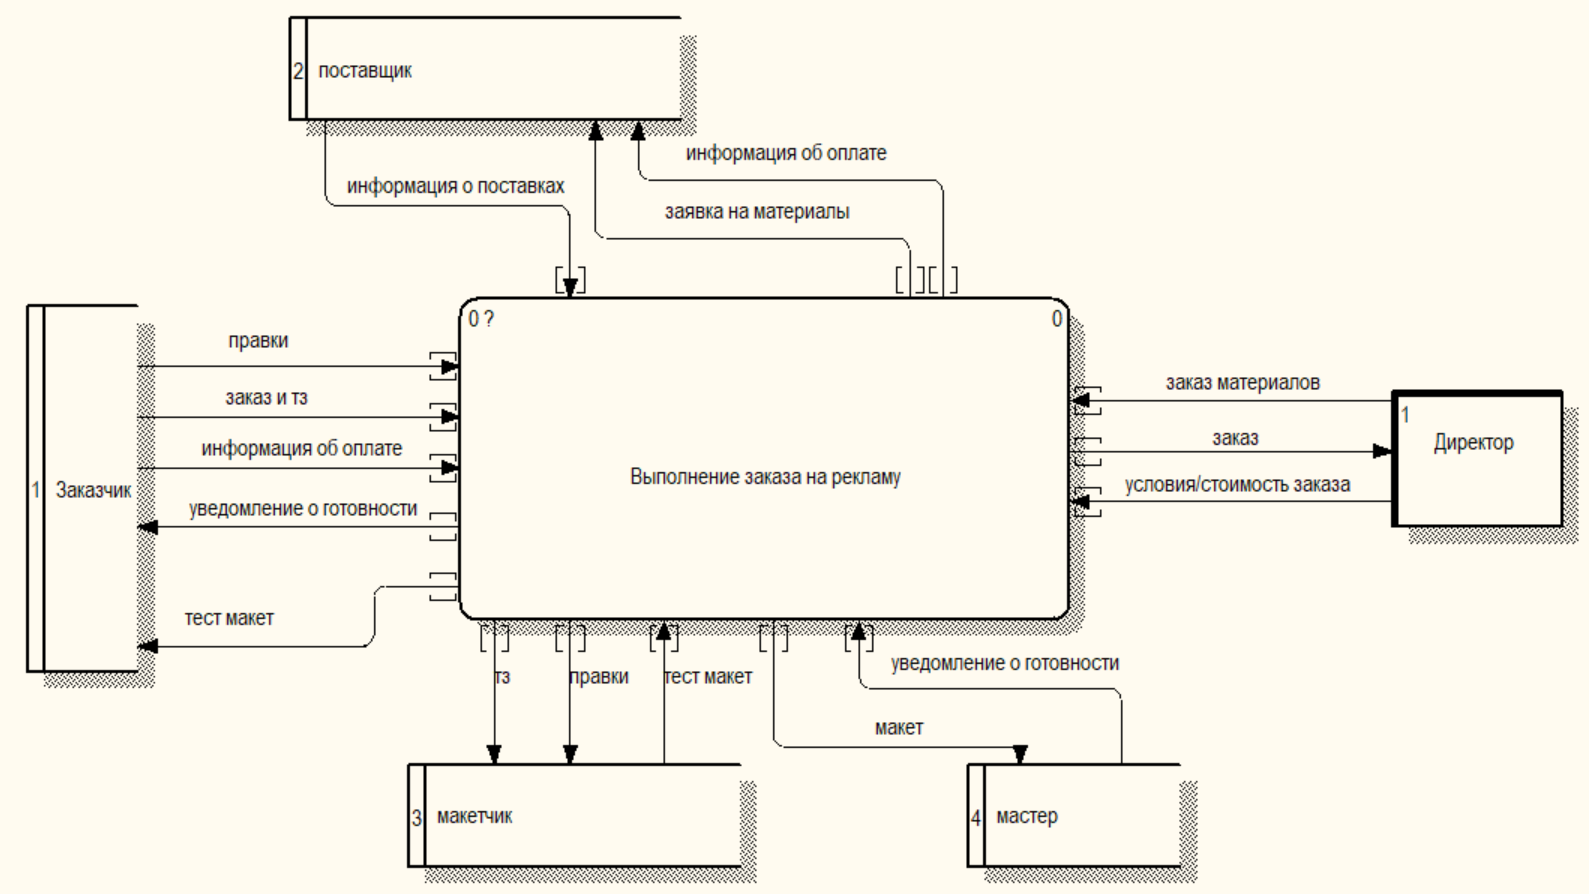 2 поставщик
информация об оплате
информация о поставках
заявка на материалы
0 ?
0
правки
заказ и тз
информация об оплате
1 Заказчик
уведомление о готовности
тест макет
Выполнение заказа на рекламу
заказ материалов
заказ
условия/стоимость заказа
1
Директор
тз
правки
тест макет
уведомление о готовности
макет
3 макетчик
4 мастер